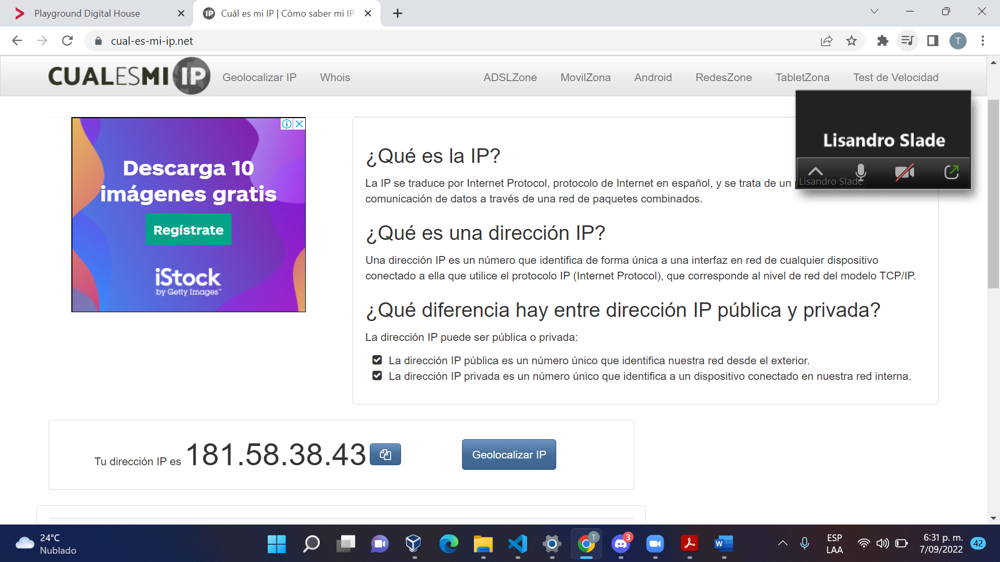 Playground Digital House
Cuál es mi IP | Cómo saber mi IP
cual-es-mi-ip.net
T
CUALESMI IP
Geolocalizar IP
Whois
ADSLZone
MovilZona
Android
RedesZone
TabletZona
Test de Velocidad
Descarga 10
imágenes gratis
Regístrate
iStock
by Getty Images™
Lisandro Slade
Lisandro Slade
¿Qué es la IP?
La IP se traduce por Internet Protocol, protocolo de Internet en español, y se trata de un
comunicación de datos a través de una red de paquetes combinados.
¿Qué es una dirección IP?
Una dirección IP es un número que identifica de forma única a una interfaz en red de cualquier dispositivo
conectado a ella que utilice el protocolo IP (Internet Protocol), que corresponde al nivel de red del modelo TCP/IP.
¿Qué diferencia hay entre dirección IP pública y privada?
La dirección IP puede ser pública o privada:
La dirección IP pública es un número único que identifica nuestra red desde el exterior.
La dirección IP privada es un número único que identifica a un dispositivo conectado en nuestra red interna.
Tu dirección IP es 181.58.38.43
Geolocalizar IP
24°C
Nublado
T
3
W
ESP
LAA
6:31 p. m.
7/09/2022
42